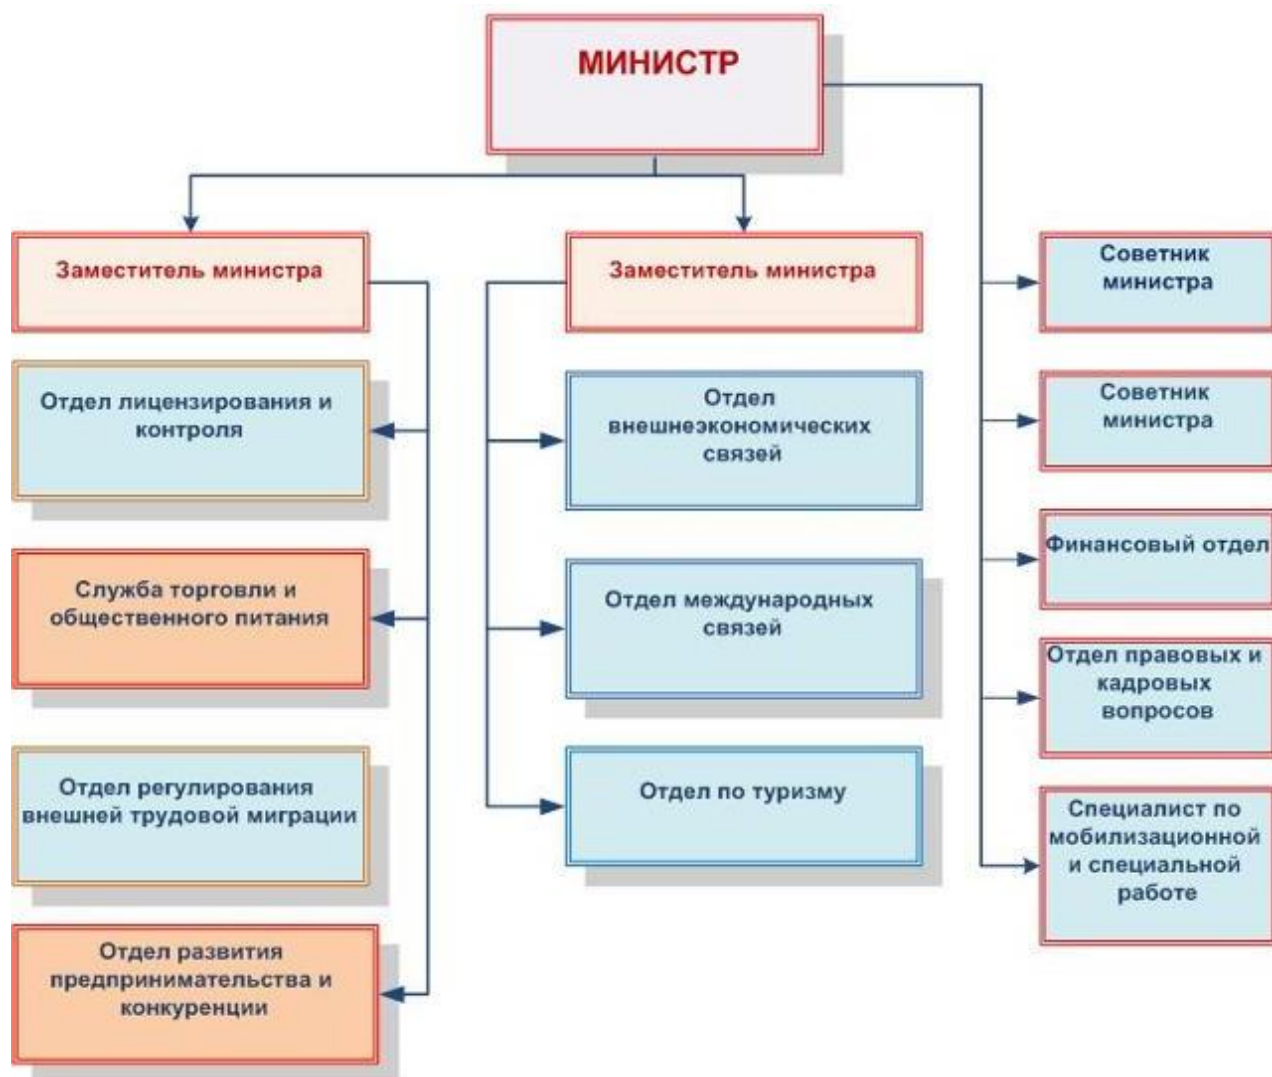 МИНИСТР
Заместитель министра
Отдел лицензирования и
контроля
Служба торговли и
общественного питания
Отдел регулирования
внешней трудовой миграции
Отдел развития
предпринимательства и
конкуренции
Заместитель министра
Отдел
внешнеэкономических
связей
Отдел международных
связей
Отдел по туризму
Советник
министра
Советник
министра
Финансовый отдел
Отдел правовых и
кадровых
вопросов
Специалист по
мобилизационной
и специальной
работе